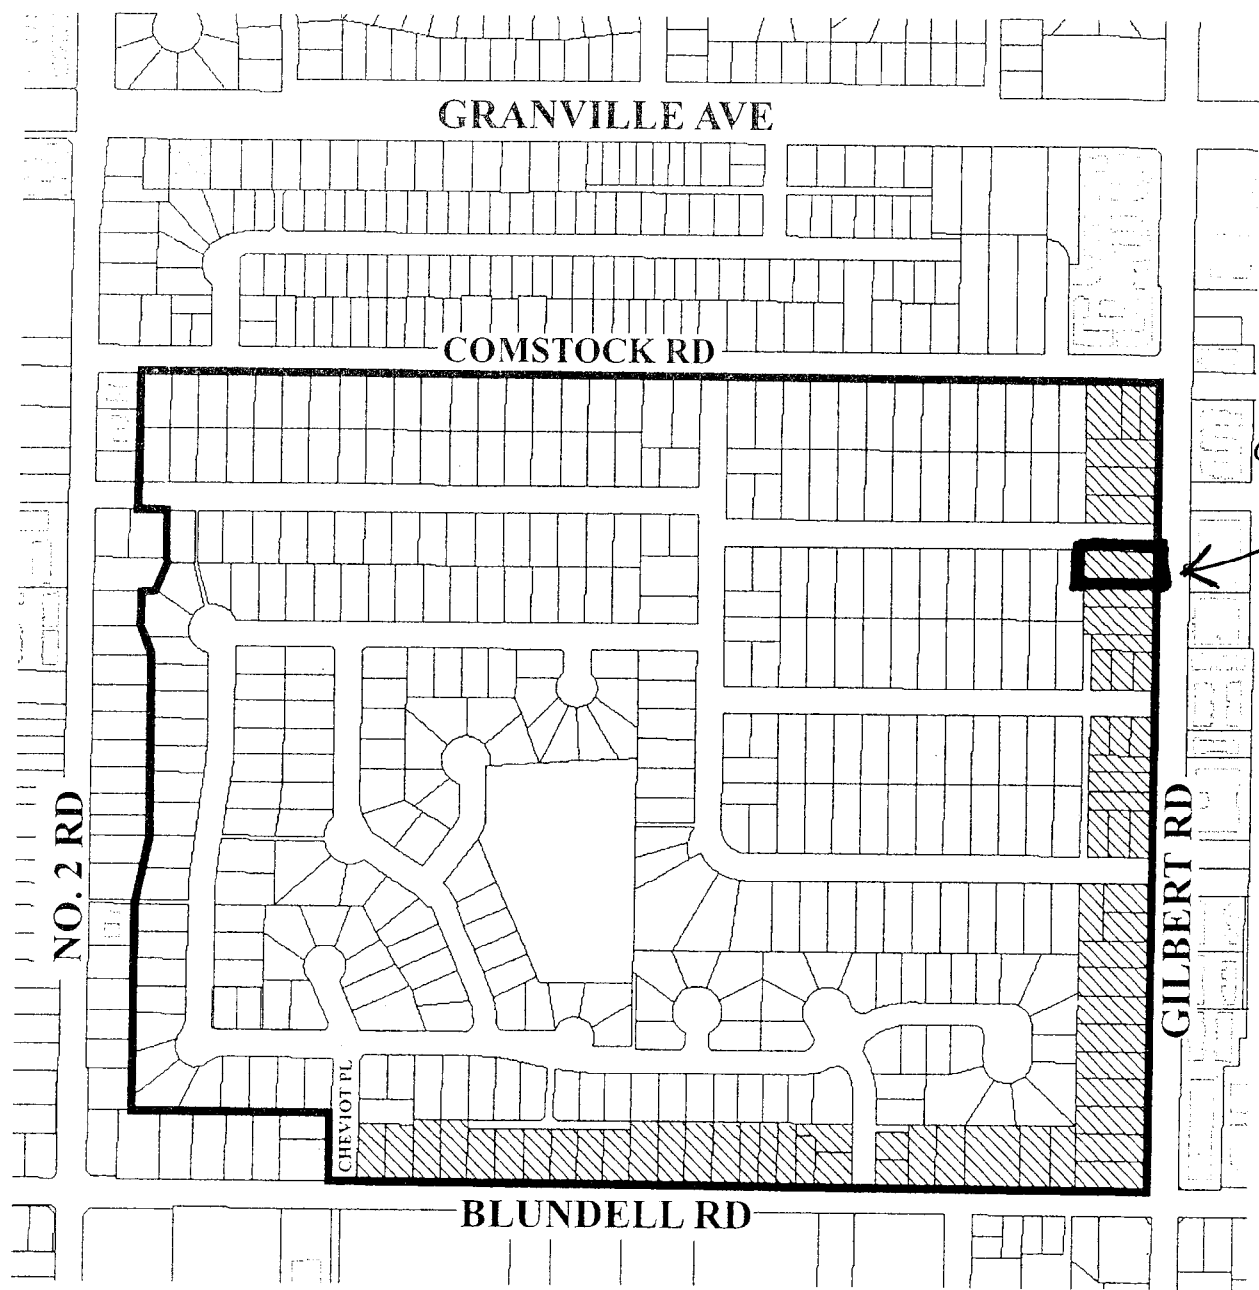 GRANVILLE AVE
COMSTOCK RD
NO. 2 RD
GILBERT RD
CHEVIOT PL
BLUNDELL RD